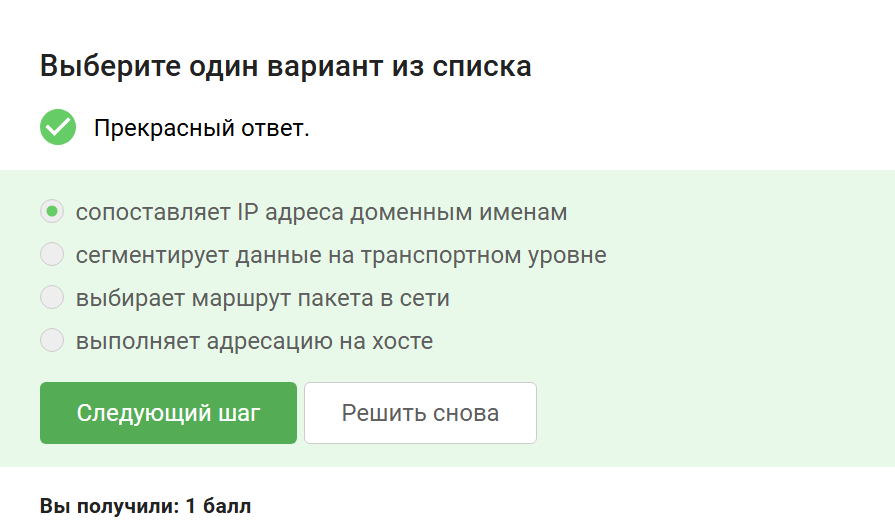 Выберите один вариант из списка
Прекрасный ответ.
сопоставляет IP адреса доменным именам
сегментирует данные на транспортном уровне
выбирает маршрут пакета в сети
выполняет адресацию на хосте
Следующий шаг
Решить снова
Вы получили: 1 балл